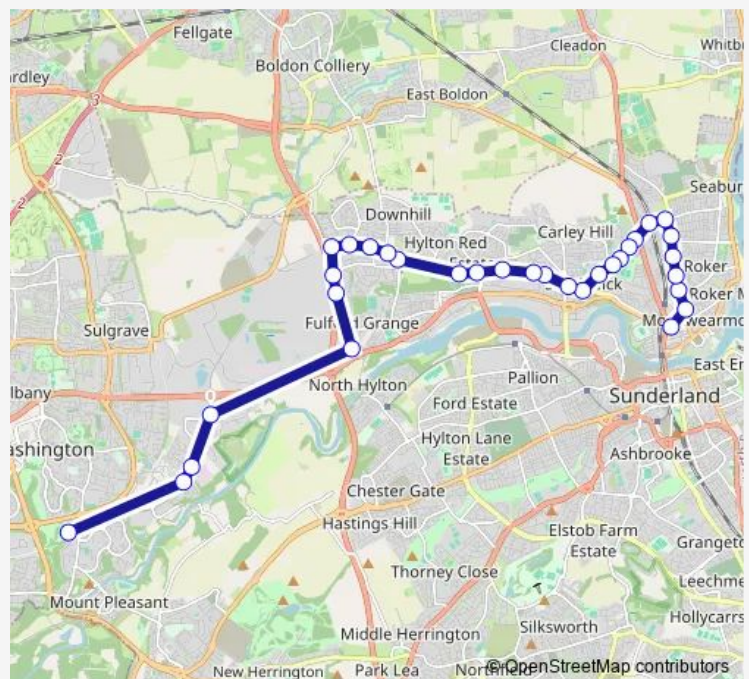 Fellgate
Cleadon
Whitb
Boldon Colliery
ardley
3
East Boldon
2
2
Seabur
Downhill
Carley Hill
Hylton Red
Roker
Roker M
Fulford Grange
Sulgrave
East En
North Hylton
Pallion
Sunderland
lbany
0
Ford Estate
ashington
Hylton Lane
Estate
Ashbrooke
Chester Gate
Hastings Hill
Elstob Farm
Estate
Grangeto
Thorney Close
Leechme
Mount Pleasant
Hollycarrs
Silksworth
Middle Herrington
New Herrington
Park Lea
© OpenStreetMap contributors